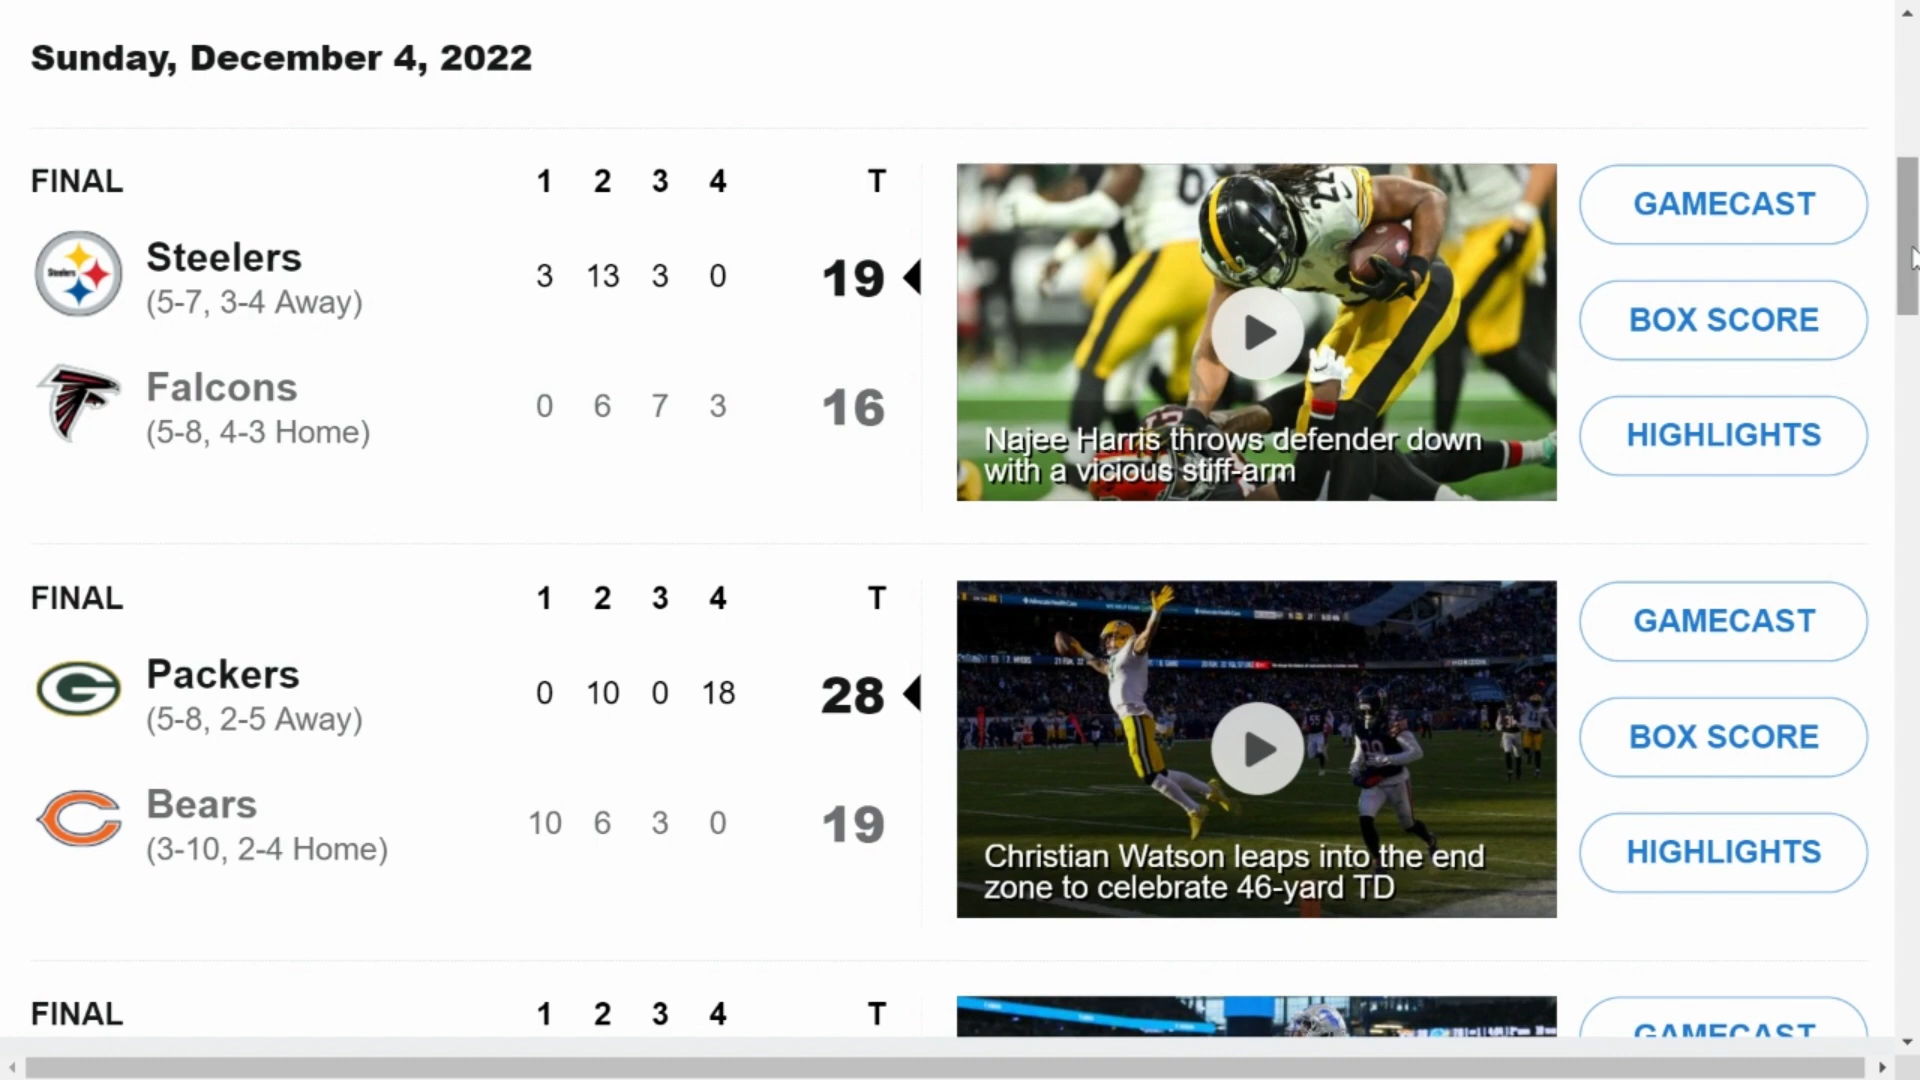 Sunday, December 4, 2022
FINAL 1 2 3 4 T
Steelers 3 13 3 0 19
(5-7, 3-4 Away)
Falcons 0 6 7 3 16
(5-8, 4-3 Home)
Steelers
22
Najee Harris throws defender down
with a vicious stiff-arm
GAMECAST
BOX SCORE
HIGHLIGHTS
FINAL 1 2 3 4 T
Packers 0 10 0 18 28
(5-8, 2-5 Away)
Bears 10 6 3 0 19
(3-10, 2-4 Home)
G
C
Christian Watson leaps into the end
zone to celebrate 46-yard TD
GAMECAST
BOX SCORE
HIGHLIGHTS
FINAL 1 2 3 4 T
GAMECAST